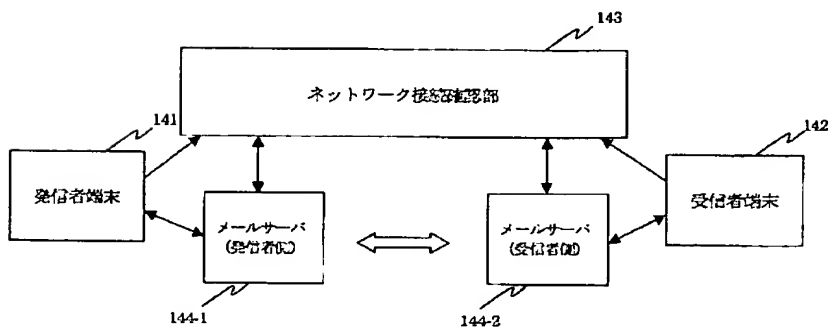 143
ネットワーク接続確認部
141
142
発信者端末
受信者端末
メールサーバ
(発信者側)
メールサーバ
(受信者側)
144-1
144-2